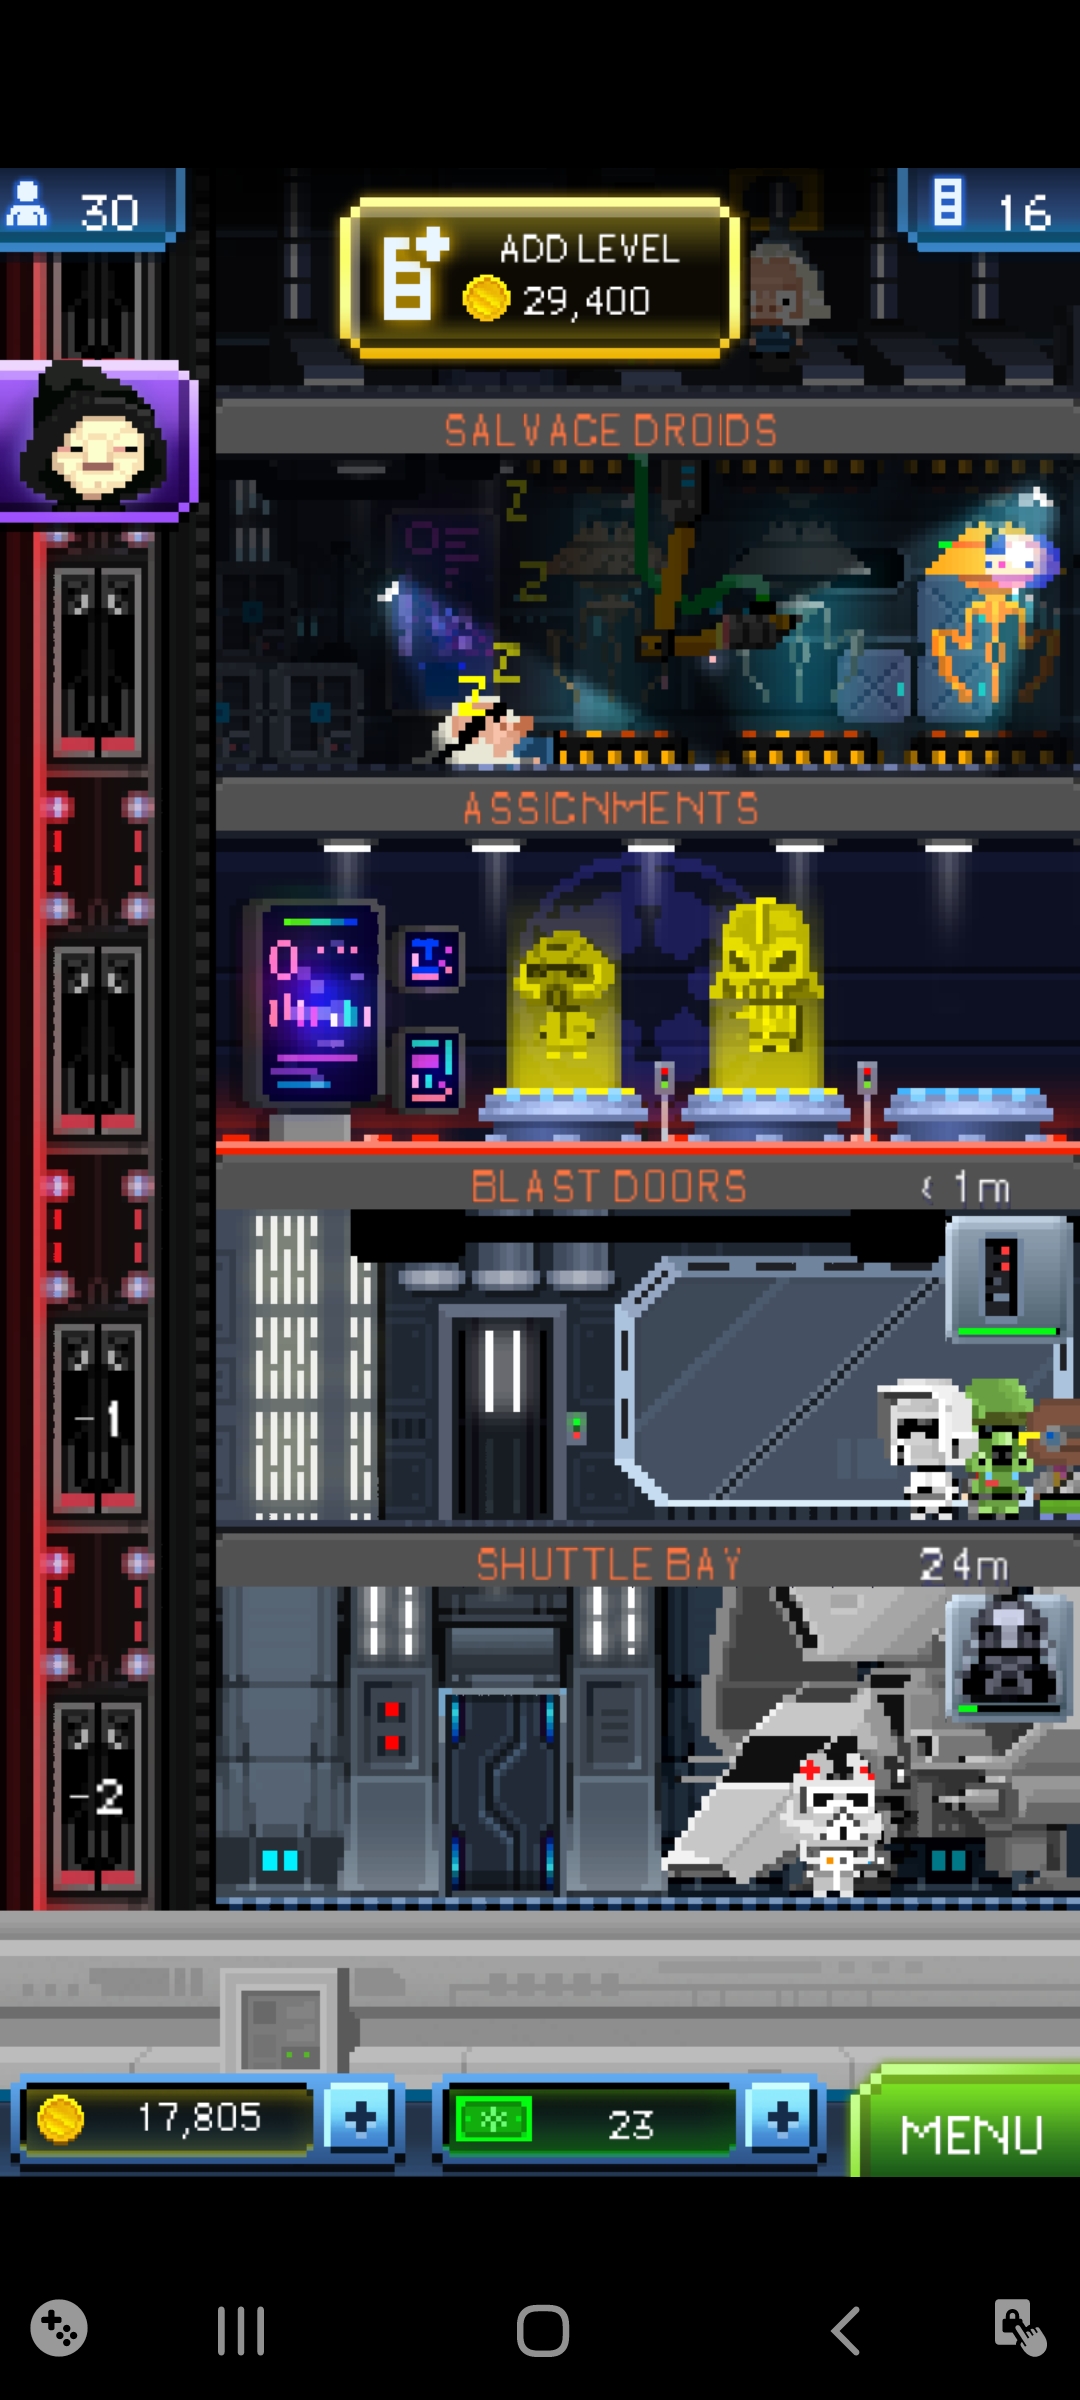 30
ADD LEVEL
29,400
16
SALVAGE DROIDS
Z
Z
Z
Z
ASSIGNMENTS
BLAST DOORS < 1m
-1
SHUTTLE BAY 24m
-2
17,805
23
MENU